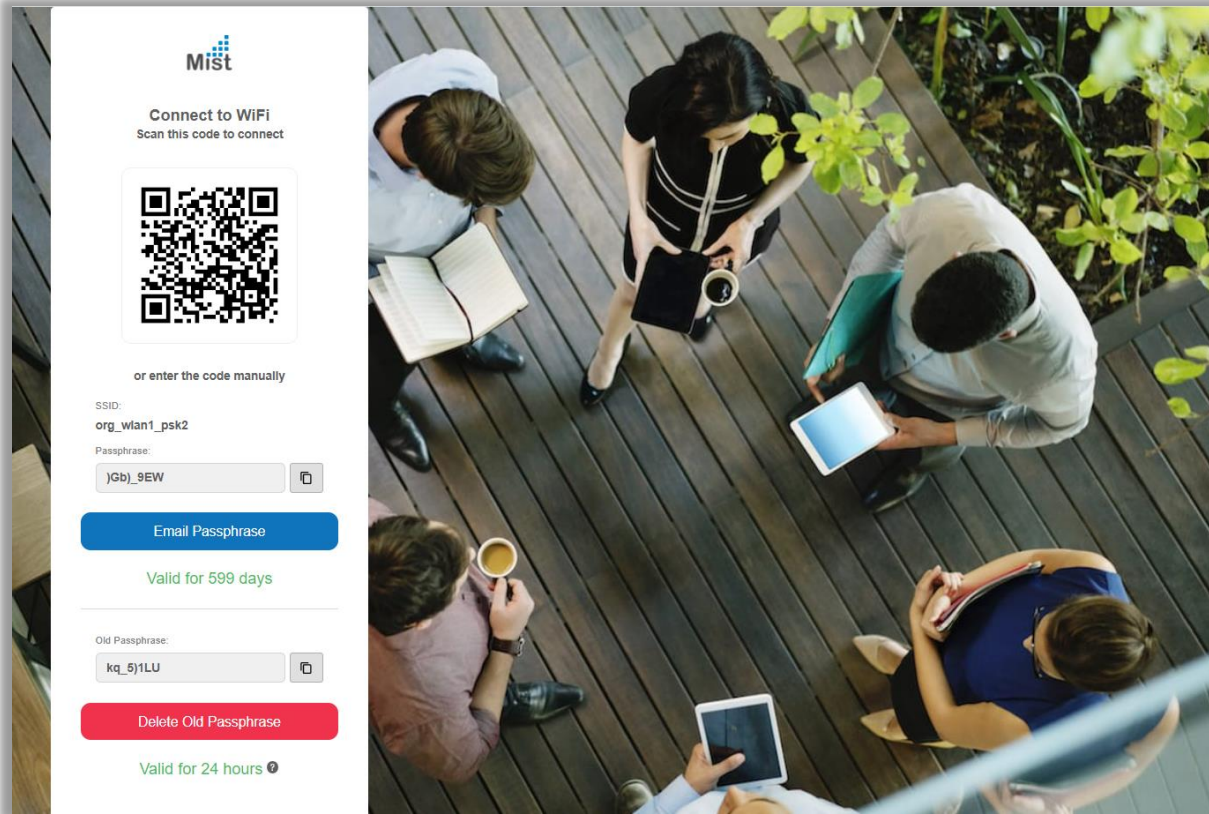 Mist
Connect to WiFi
Scan this code to connect
or enter the code manually
SSID:
org_wlan1_psk2
Passphrase:
)Gb)_9EW
Email Passphrase
Valid for 599 days
Old Passphrase:
kq_5)1LU
Delete Old Passphrase
Valid for 24 hours ?